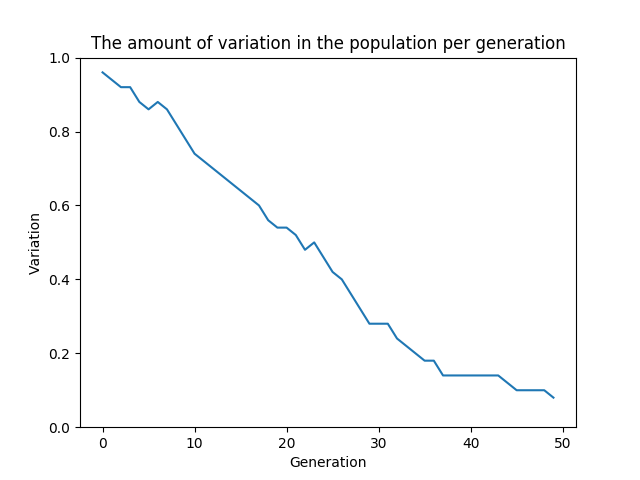 The amount of variation in the population per generation
1.0
0.8
0.6
0.4
0.2
0.0
Variation
0 10 20 30 40 50
Generation